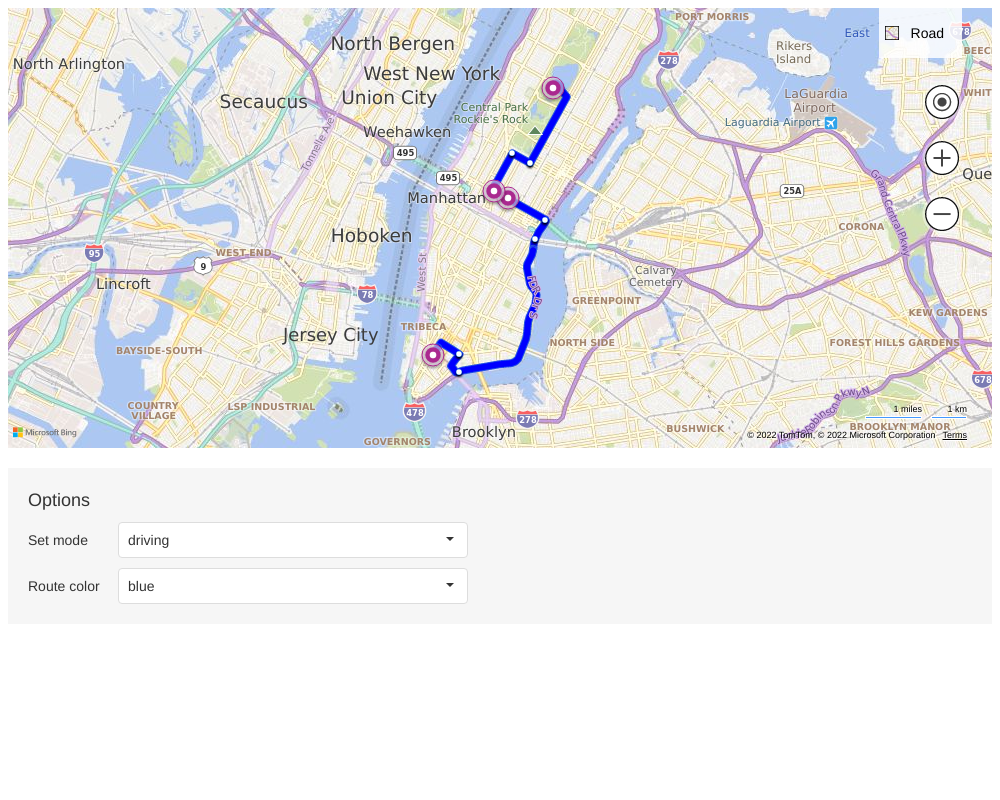 PORT MORRIS
North Bergen
East
Road
78
Rikers
Island
BEEC
278
North Arlington
West New York
Secaucus
Union City
WHIT
LaGuardia
Airport
Central Park
Rockie's Rock
Laguardia Airport
Weehawken
Tonnelle Ave
495
495
Que
25A
Manhattan
Grand Central Pkwy
CORONA
Hoboken
WEST-END
95
9
West St
Calvary
Cemetery
Lincroft
78
GREENPOINT
FDR Dr S
KEW GARDENS
TRIBECA
Jersey City
NORTH SIDE
FOREST HILLS GARDENS
BAYSIDE-SOUTH
678
COUNTRY
VILLAGE
LSP INDUSTRIAL
478
278
Jackie Robinson Pkwy N
1 miles
1 km
Microsoft Bing
GOVERNORS
Brooklyn
BUSHWICK
BROOKLYN MANOR
© 2022 TomTom, © 2022 Microsoft Corporation Terms
Options
Set mode
driving
Route color
blue